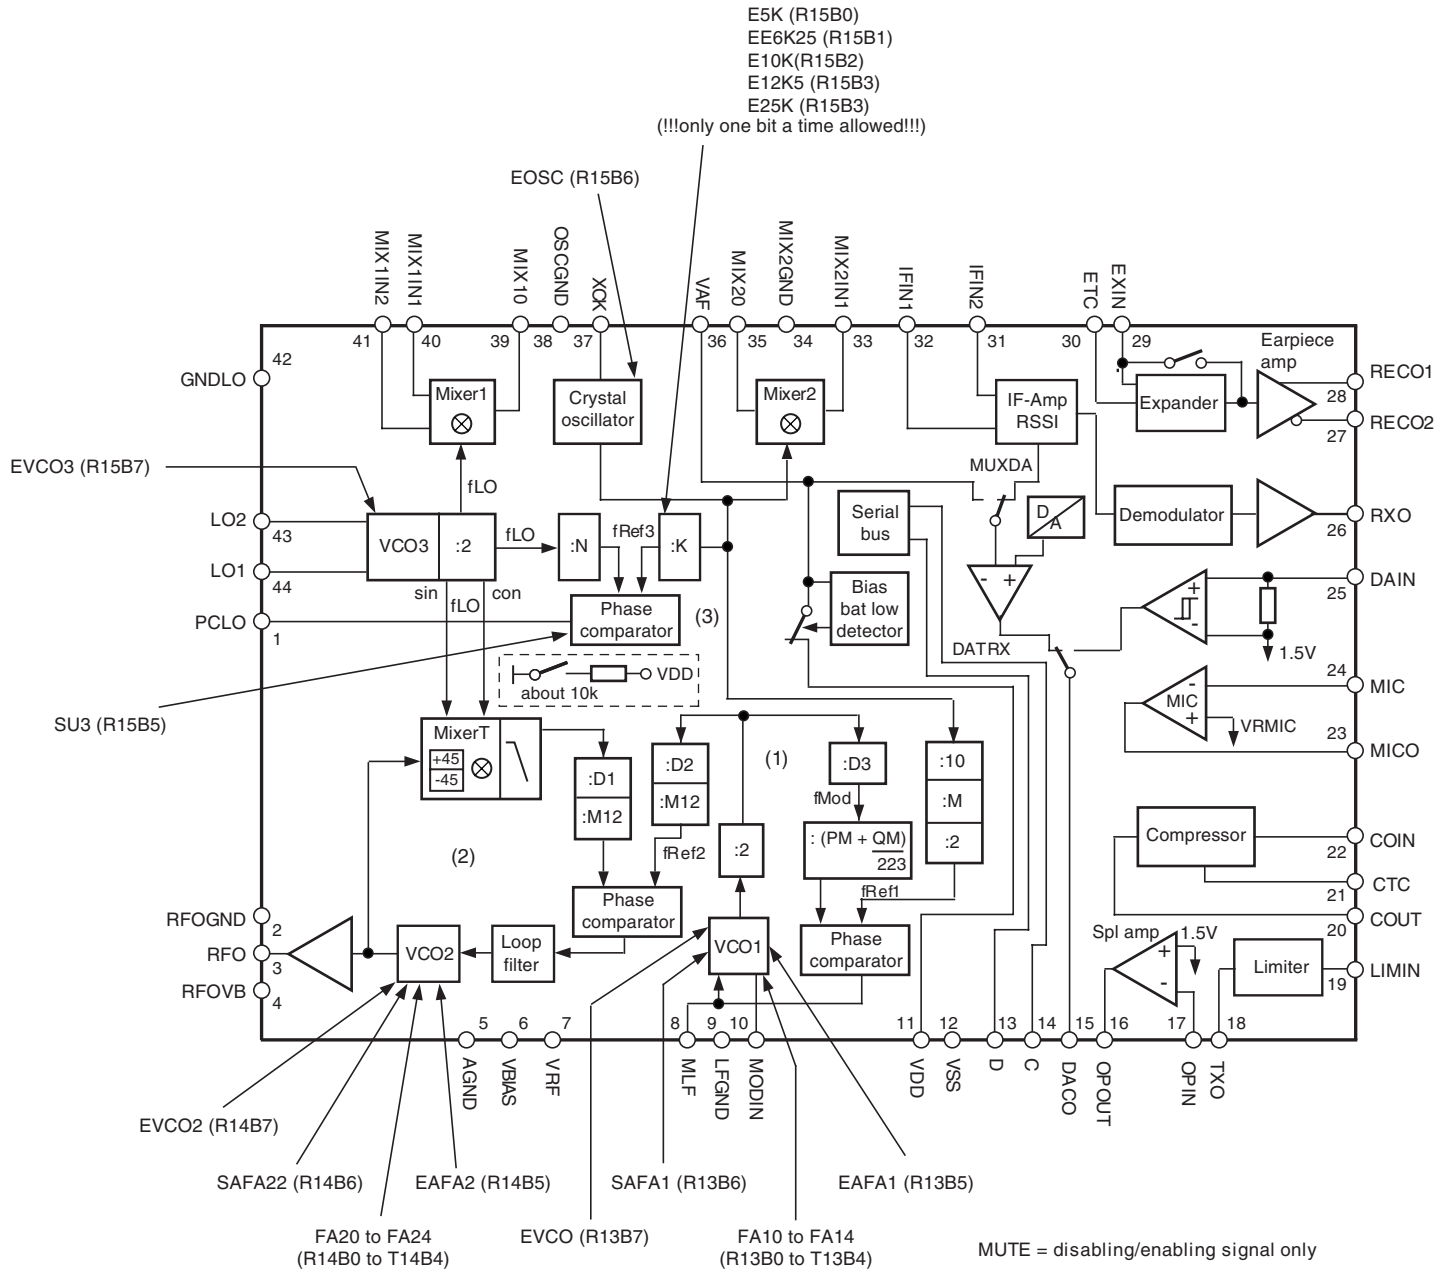 E5K (R15B0)
EE6K25 (R15B1)
E10K(R15B2)
E12K5 (R15B3)
E25K (R15B3)
(!!!only one bit a time allowed!!!)
EOSC (R15B6)
MIX1IN2
MIX1IN1
MIX10
OSCGND
XCK
VAF
MIX20
MIX2GND
MIX2IN1
IFIN1
IFIN2
ETC
EXIN
41
40
39
38
37
36
35
34
33
32
31
30
29
Earpiece
amp
42
GNDLO
Mixer1
Crystal
oscillator
Mixer2
IF-Amp
RSSI
Expander
RECO1
28
RECO2
27
EVCO3 (R15B7)
fLO
MUXDA
LO2
43
VCO3
:2
fLO
:N
fRef3
:K
Serial
bus
D
A
Demodulator
RXO
26
LO1
44
sin
fLO
con
Phase
comparator
(3)
Bias
bat low
detector
-
+
+
-
DAIN
25
PCLO
1
DATRX
1.5V
VDD
about 10k
SU3 (R15B5)
MIC
-
+
24
MIC
VRMIC
23
MICO
MixerT
+45
-45
:D1
:M12
:D2
:M12
(1)
:D3
fMod
:10
:M
:2
(2)
fRef2
:2
: (PM + QM)
223
fRef1
Compressor
COIN
22
CTC
21
COUT
20
Phase
comparator
RFOGND
2
RFO
3
RFOVB
4
VCO2
Loop
filter
VCO1
Phase
comparator
Spl amp
1.5V
+
-
Limiter
LIMIN
19
5
6
7
8
9
10
11
12
13
14
15
16
17
18
AGND
VBIAS
VRF
MLF
LFGND
MODIN
VDD
VSS
D
C
DACO
OPOUT
OPIN
TXO
EVCO2 (R14B7)
SAFA22 (R14B6)
EAFA2 (R14B5)
SAFA1 (R13B6)
EAFA1 (R13B5)
FA20 to FA24
(R14B0 to T14B4)
EVCO (R13B7)
FA10 to FA14
(R13B0 to T13B4)
MUTE = disabling/enabling signal only